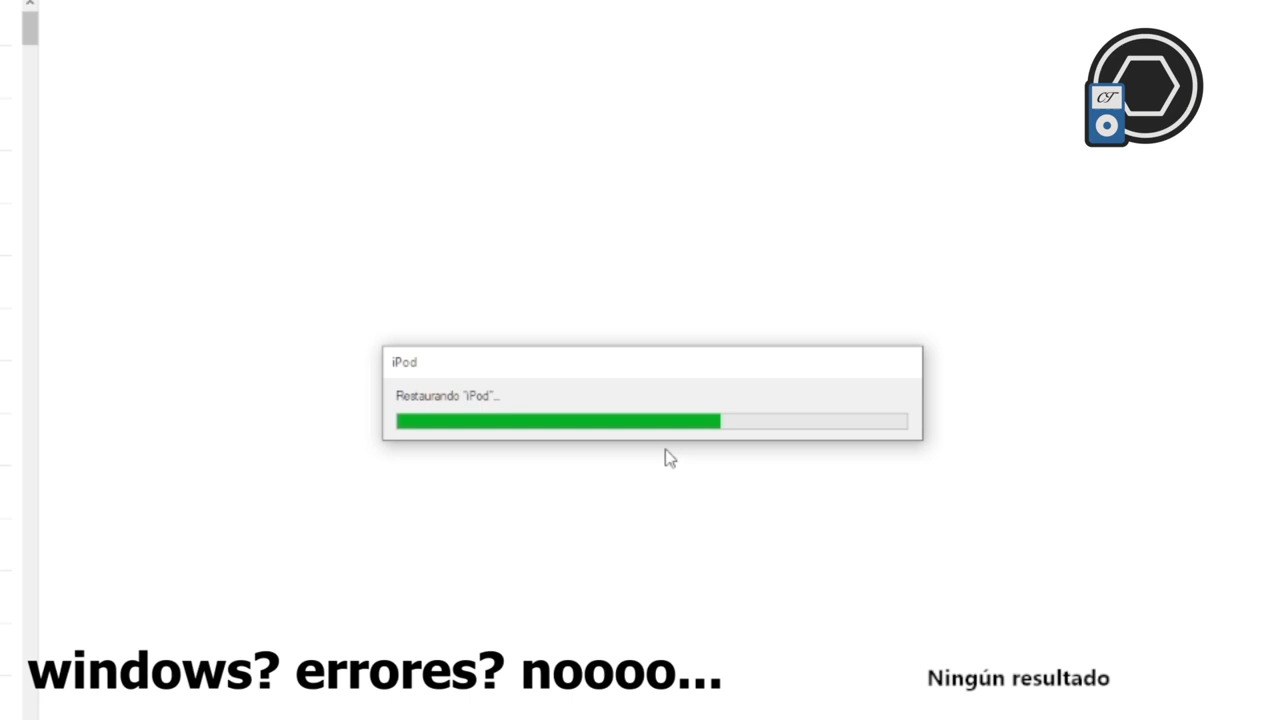 CT
iPod
Restaurando "iPod"...
windows? errores? noooo...
Ningún resultado